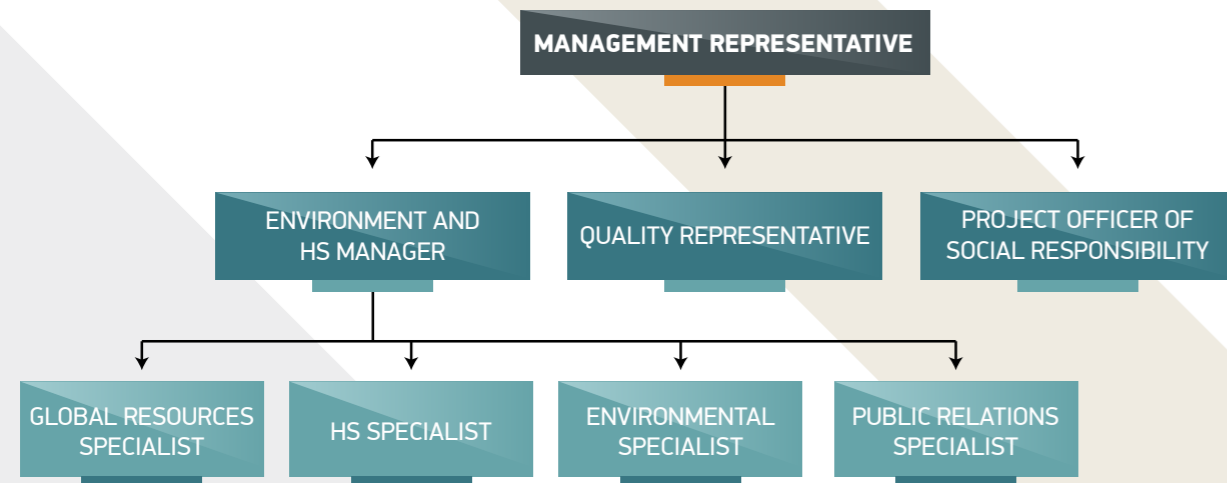 MANAGEMENT REPRESENTATIVE
ENVIRONMENT AND
HS MANAGER
QUALITY REPRESENTATIVE
PROJECT OFFICER OF
SOCIAL RESPONSIBILITY
GLOBAL RESOURCES
SPECIALIST
HS SPECIALIST
ENVIRONMENTAL
SPECIALIST
PUBLIC RELATIONS
SPECIALIST